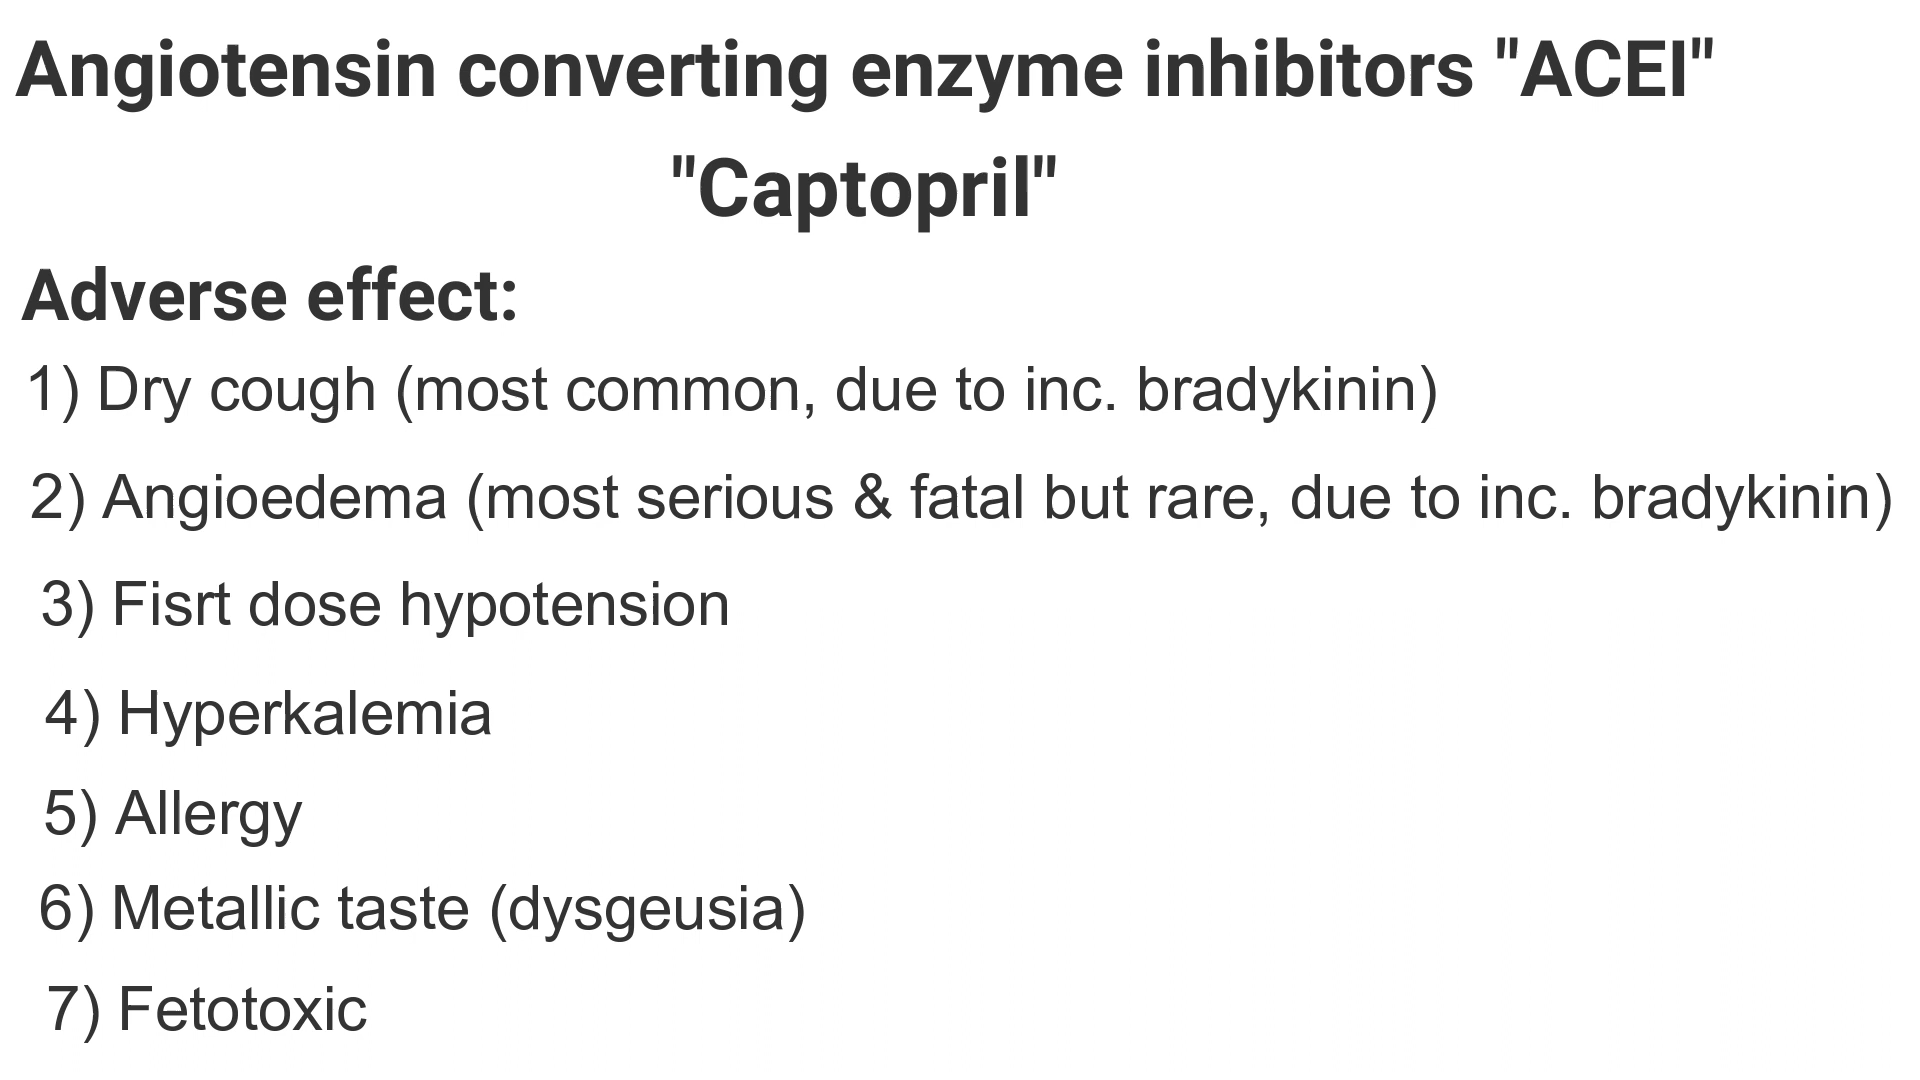 Angiotensin converting enzyme inhibitors "ACEI"
"Captopril"
Adverse effect:
1) Dry cough (most common, due to inc. bradykinin)
2) Angioedema (most serious & fatal but rare, due to inc. bradykinin)
3) Fisrt dose hypotension
4) Hyperkalemia
5) Allergy
6) Metallic taste (dysgeusia)
7) Fetotoxic